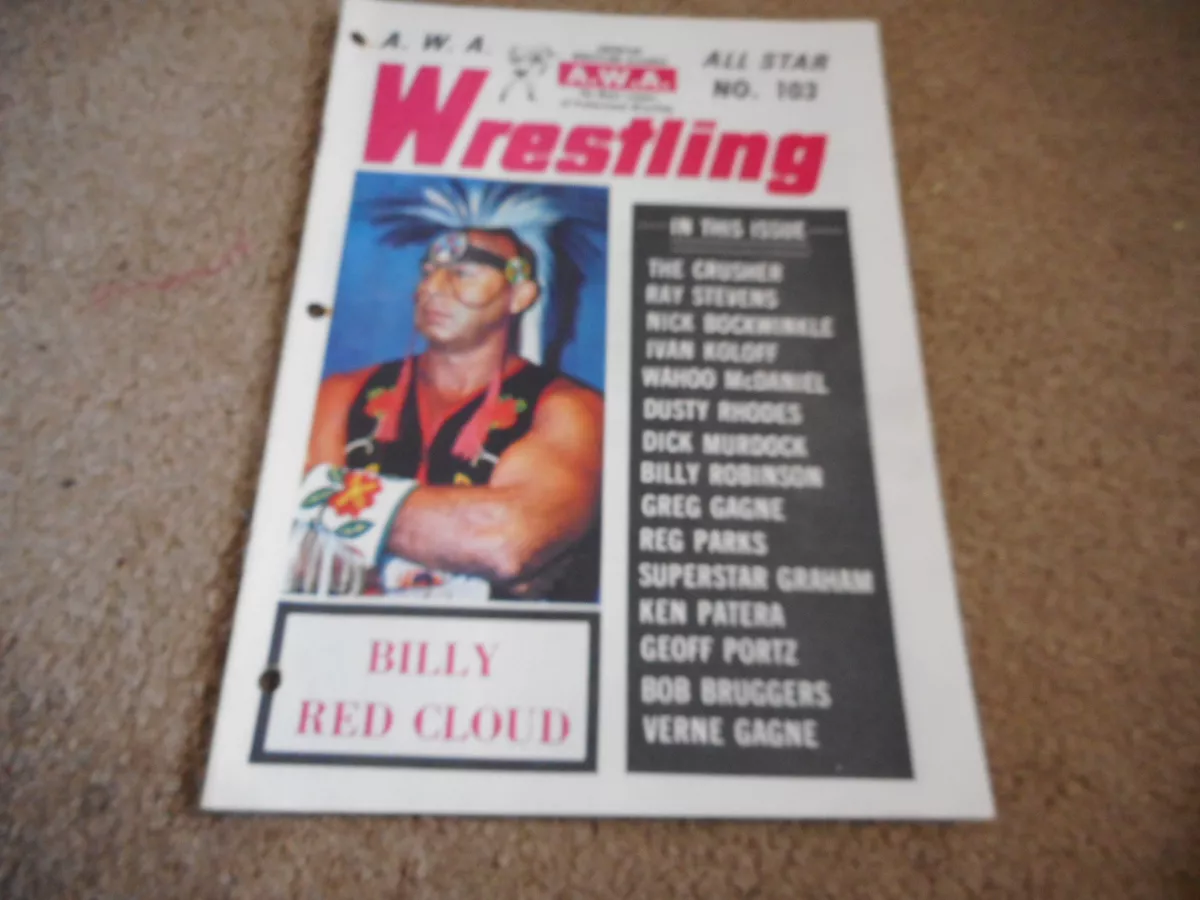 A. W. A.
A.W.A.
ALL STAR
NO. 103
Wrestling
IN THIS ISSUE
THE CRUSHER
RAY STEVENS
NICK BOCKWINKLE
IVAN KOLOFF
WAHOO McDANIEL
DUSTY RHODES
DICK MURDOCK
BILLY ROBINSON
GREG GAGNE
REG PARKS
SUPERSTAR GRAHAM
KEN PATERA
GEOFF PORTZ
BOB BRUGGERS
VERNE GAGNE
BILLY
RED CLOUD